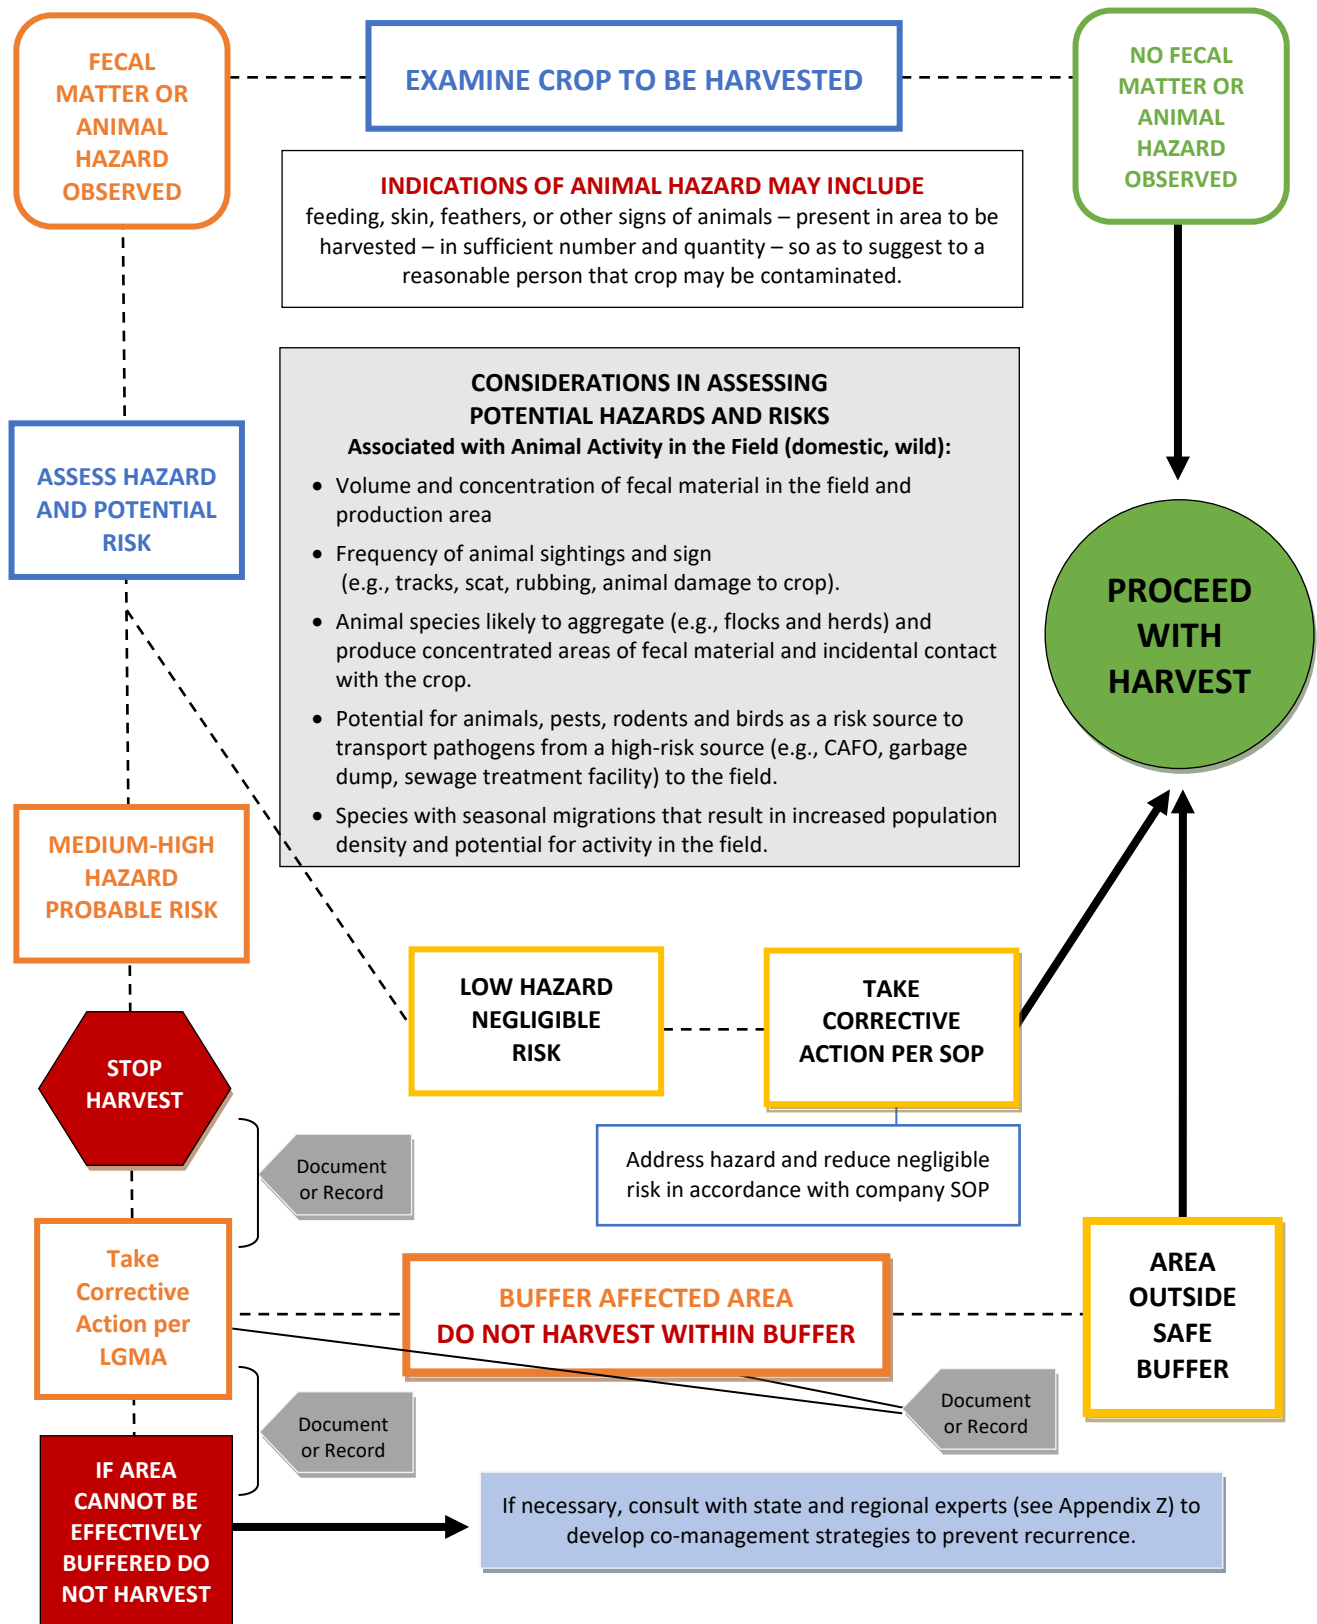 FECAL
MATTER OR
ANIMAL
HAZARD
OBSERVED
EXAMINE CROP TO BE HARVESTED
NO FECAL
MATTER OR
ANIMAL
HAZARD
OBSERVED
INDICATIONS OF ANIMAL HAZARD MAY INCLUDE
feeding, skin, feathers, or other signs of animals – present in area to be
harvested – in sufficient number and quantity – so as to suggest to a
reasonable person that crop may be contaminated.
CONSIDERATIONS IN ASSESSING
POTENTIAL HAZARDS AND RISKS
Associated with Animal Activity in the Field (domestic, wild):
• Volume and concentration of fecal material in the field and
production area
• Frequency of animal sightings and sign
(e.g., tracks, scat, rubbing, animal damage to crop).
• Animal species likely to aggregate (e.g., flocks and herds) and
produce concentrated areas of fecal material and incidental contact
with the crop.
• Potential for animals, pests, rodents and birds as a risk source to
transport pathogens from a high-risk source (e.g., CAFO, garbage
dump, sewage treatment facility) to the field.
• Species with seasonal migrations that result in increased population
density and potential for activity in the field.
ASSESS HAZARD
AND POTENTIAL
RISK
PROCEED
WITH
HARVEST
MEDIUM-HIGH
HAZARD
PROBABLE RISK
LOW HAZARD
NEGLIGIBLE
RISK
TAKE
CORRECTIVE
ACTION PER SOP
STOP
HARVEST
Document
or Record
Address hazard and reduce negligible
risk in accordance with company SOP
Take
Corrective
Action per
LGMA
BUFFER AFFECTED AREA
DO NOT HARVEST WITHIN BUFFER
AREA
OUTSIDE
SAFE
BUFFER
Document
or Record
Document
or Record
IF AREA
CANNOT BE
EFFECTIVELY
BUFFERED DO
NOT HARVEST
If necessary, consult with state and regional experts (see Appendix Z) to
develop co-management strategies to prevent recurrence.